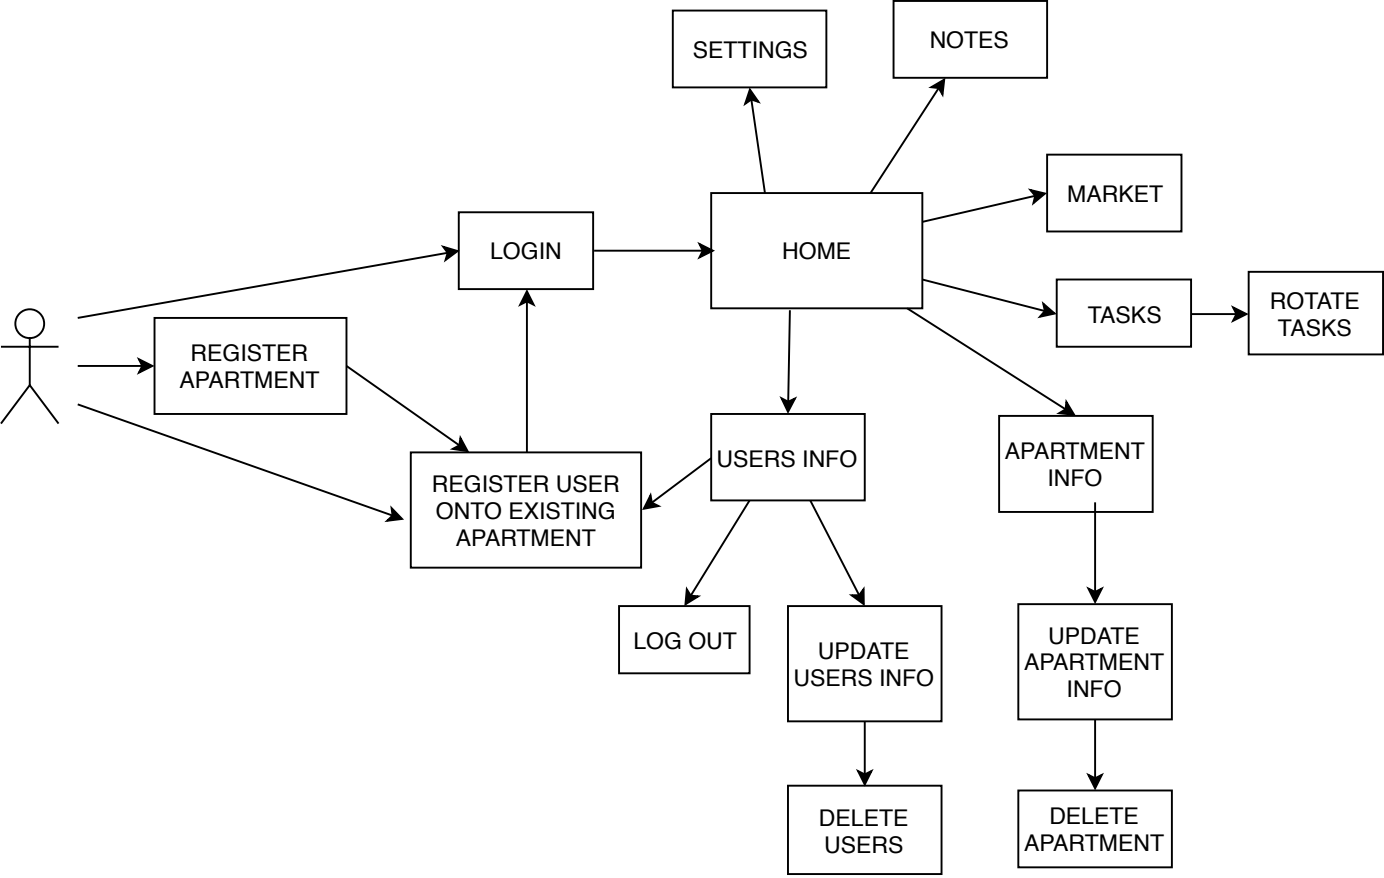 SETTINGS
NOTES
MARKET
LOGIN
HOME
TASKS
ROTATE
TASKS
REGISTER
APARTMENT
USERS INFO
APARTMENT
INFO
REGISTER USER
ONTO EXISTING
APARTMENT
LOG OUT
UPDATE
USERS INFO
UPDATE
APARTMENT
INFO
DELETE
USERS
DELETE
APARTMENT